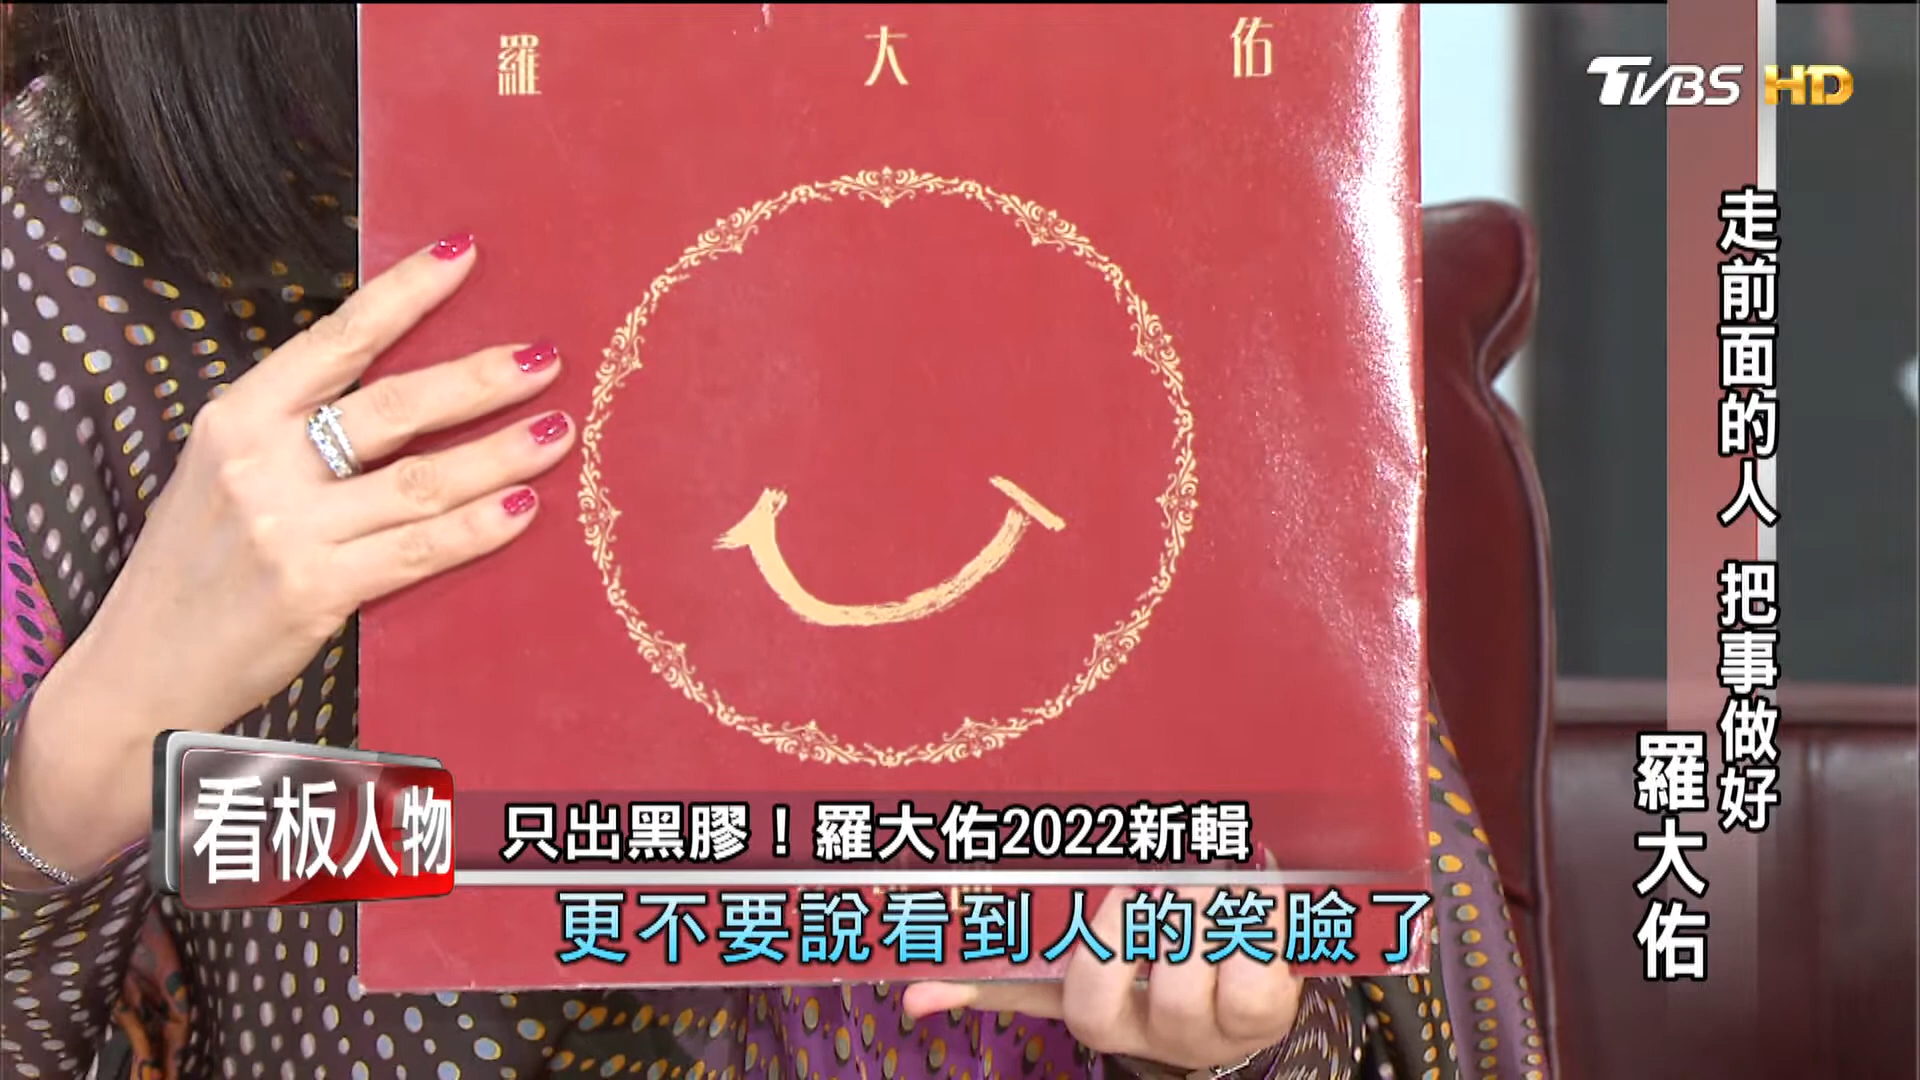 羅 大 佑
TVBS HD
走前面的人 把事做好
羅大佑
看板人物
只出黑膠！羅大佑2022新輯
更不要說看到人的笑臉了